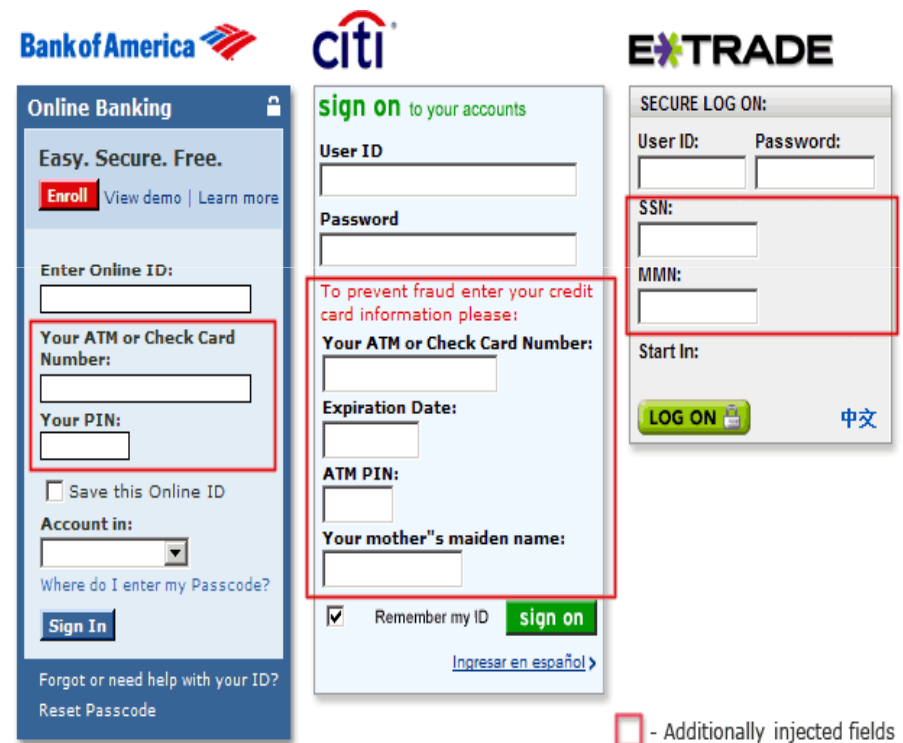 Bank of America
Online Banking
Easy. Secure. Free.
Enroll View demo | Learn more
Enter Online ID:
Your ATM or Check Card
Number:
Your PIN:
Save this Online ID
Account in:
Where do I enter my Passcode?
Sign In
Forgot or need help with your ID?
Reset Passcode
citi
sign on to your accounts
User ID
Password
To prevent fraud enter your credit
card information please:
Your ATM or Check Card Number:
Expiration Date:
ATM PIN:
Your mother"s maiden name:
Remember my ID sign on
Ingresar en español
E*TRADE
SECURE LOG ON:
User ID: Password:
SSN:
MMN:
Start In:
LOG ON 中文
- Additionally injected fields